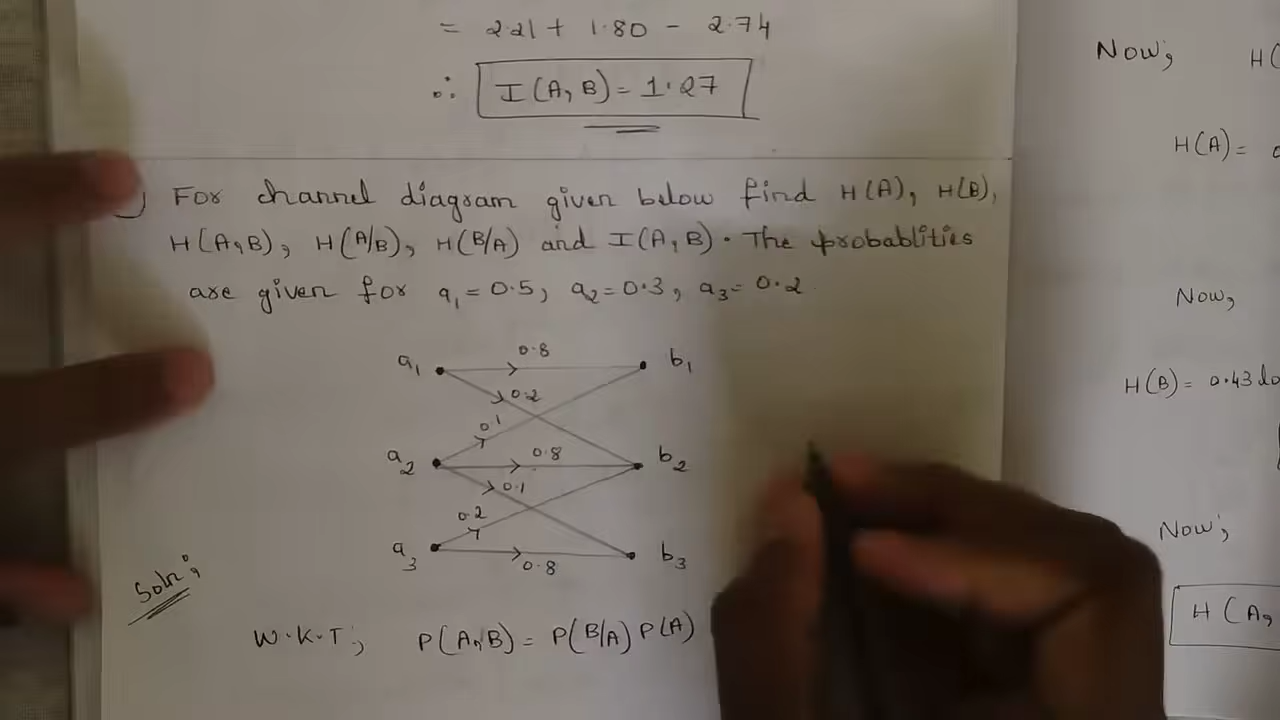 = 2.21 + 1.80 - 2.74
∴ I(A,B) = 1.27
For channel diagram given below find H(A), H(B),
H(A,B), H(A/B), H(B/A) and I(A,B). The probablities
are given for a1 = 0.5, a2 = 0.3, a3 = 0.2
a1 0.8 b1
0.2
0.1
a2 0.8 b2
0.1
0.2
a3 0.8 b3
Soln;
W.K.T; P(A,B) = P(B/A) P(A)
Now; H(
H(A) =
Now,
H(B) = 0.43 do
Now;
H(A,